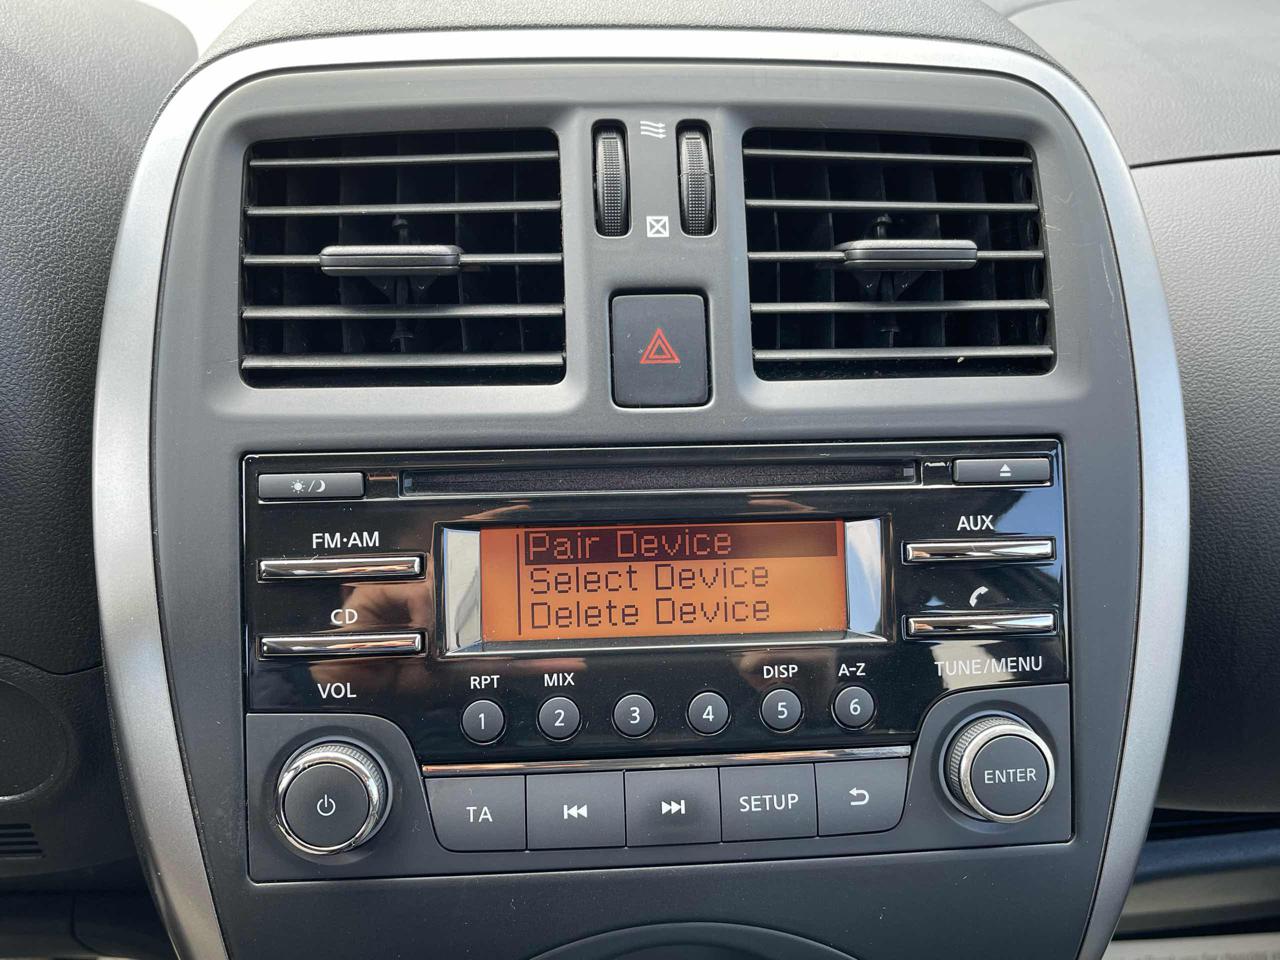 FM·AM
CD
VOL
Pair Device
Select Device
Delete Device
AUX
TUNE/MENU
RPT
MIX
DISP
A-Z
1
2
3
4
5
6
TA
SETUP
ENTER